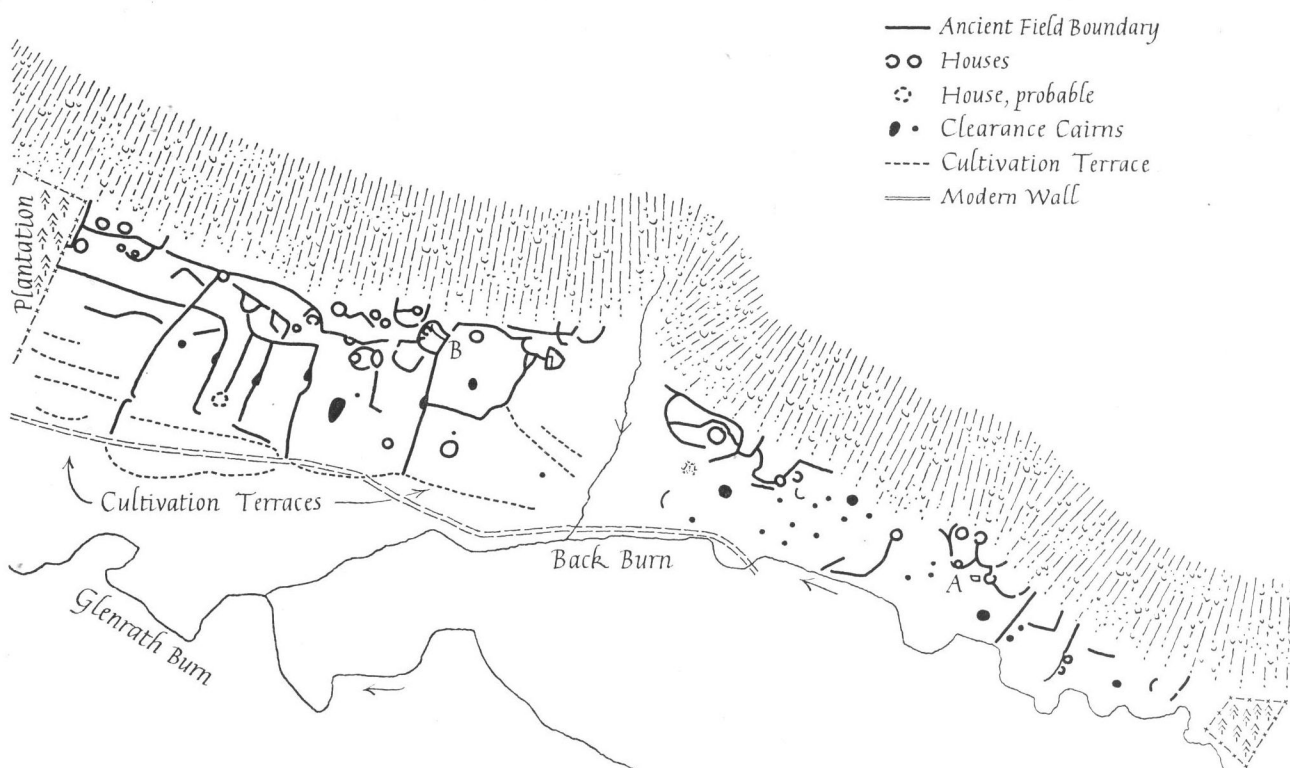 Ancient Field Boundary
Houses
House, probable
Clearance Cairns
Cultivation Terrace
Modern Wall
Plantation
B
Cultivation Terraces
Back Burn
A
Glenrath Burn